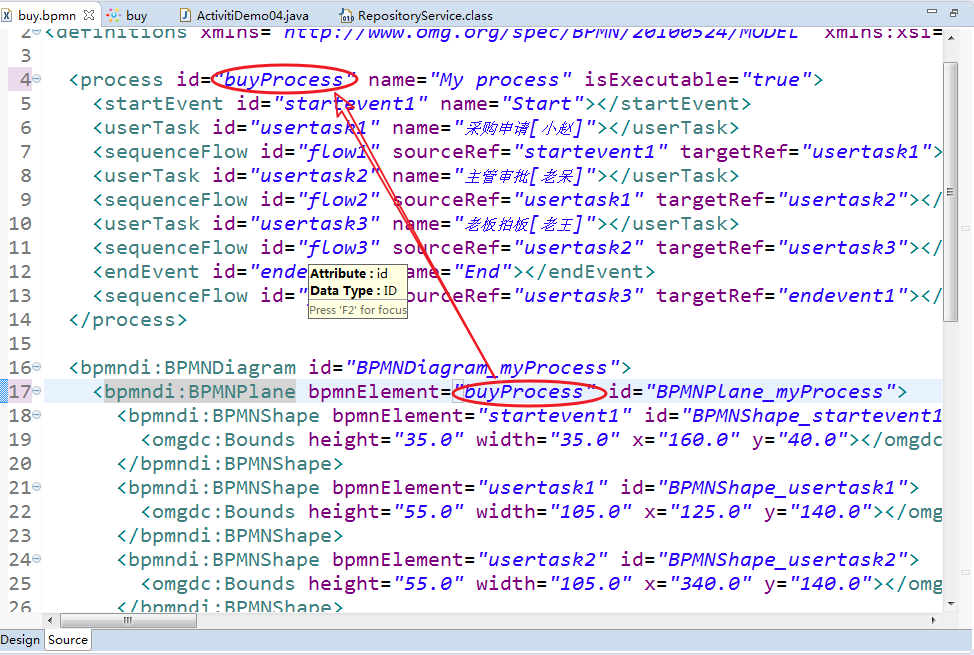 buy.bpmn
buy
ActivitiDemo04.java
RepositoryService.class
2 <definitions xmlns="http://www.omg.org/spec/BPMN/20100524/MODEL" xmlns:xsi=
3
4 <process id="buyProcess" name="My process" isExecutable="true">
5 <startEvent id="startevent1" name="Start"></startEvent>
6 <userTask id="usertask1" name="采购申请[小赵]"></userTask>
7 <sequenceFlow id="flow1" sourceRef="startevent1" targetRef="usertask1">
8 <userTask id="usertask2" name="主管审批[老呆]"></userTask>
9 <sequenceFlow id="flow2" sourceRef="usertask1" targetRef="usertask2"></
10 <userTask id="usertask3" name="老板拍板[老王]"></userTask>
11 <sequenceFlow id="flow3" sourceRef="usertask2" targetRef="usertask3"></
12 <endEvent id="ende name="End"></endEvent>
13 <sequenceFlow id=" ourceRef="usertask3" targetRef="endevent1"></
Attribute : id
Data Type : ID
Press 'F2' for focus
14 </process>
15
16 <bpmndi:BPMNDiagram id="BPMNDiagram_myProcess">
17 <bpmndi:BPMNPlane bpmnElement="buyProcess" id="BPMNPlane_myProcess">
18 <bpmndi:BPMNShape bpmnElement="startevent1" id="BPMNShape_startevent1
19 <omgdc:Bounds height="35.0" width="35.0" x="160.0" y="40.0"></omgdc
20 </bpmndi:BPMNShape>
21 <bpmndi:BPMNShape bpmnElement="usertask1" id="BPMNShape_usertask1">
22 <omgdc:Bounds height="55.0" width="105.0" x="125.0" y="140.0"></omg
23 </bpmndi:BPMNShape>
24 <bpmndi:BPMNShape bpmnElement="usertask2" id="BPMNShape_usertask2">
25 <omgdc:Bounds height="55.0" width="105.0" x="340.0" y="140.0"></omg
26 </bpmndi:BPMNShape>
Design
Source